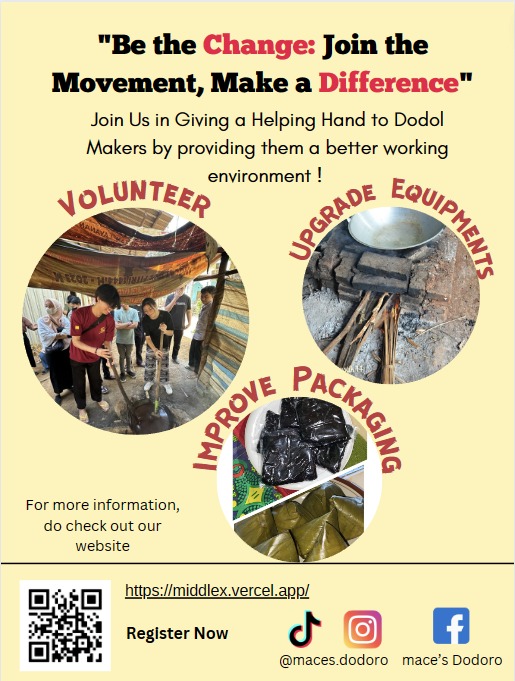 "Be the Change: Join the
Movement, Make a Difference"
Join Us in Giving a Helping Hand to Dodol
Makers by providing them a better working
environment !
VOLUNTEER
UPGRADE EQUIPMENTS
IMPROVE PACKAGING
For more information,
do check out our
website
https://middlex.vercel.app/
Register Now
@maces.dodoro
mace's Dodoro